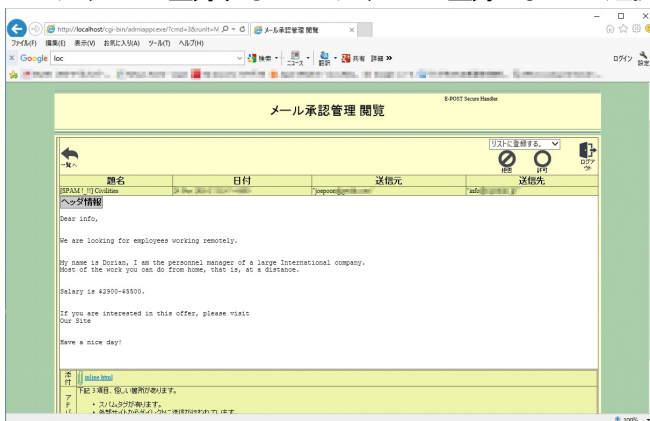 http://localhost/cgi-bin/admiappr.exe/?cmd=3&runlt=M
メール承認管理 閲覧
ファイル(F) 編集(E) 表示(V) お気に入り(A) ツール(T) ヘルプ(H)
Google loc 検索 ニュース 翻訳 共有 詳細 ログイン 設定
E-POST Secure Handler
メール承認管理 閲覧
リストに登録する。
一覧へ 拒否 許可 ログアウト
題名 日付 送信元 送信先
[SPAM !_!!] Civilities "joepoon "info
ヘッダ情報
Dear info,
We are looking for employees working remotely.
My name is Dorian, I am the personnel manager of a large International company.
Most of the work you can do from home, that is, at a distance.
Salary is $2900-$5500.
If you are interested in this offer, please visit
Our Site
Have a nice day!
添付 inline.html
下記 3 項目、怪しい箇所があります。
• スパムタグが有ります。
100%